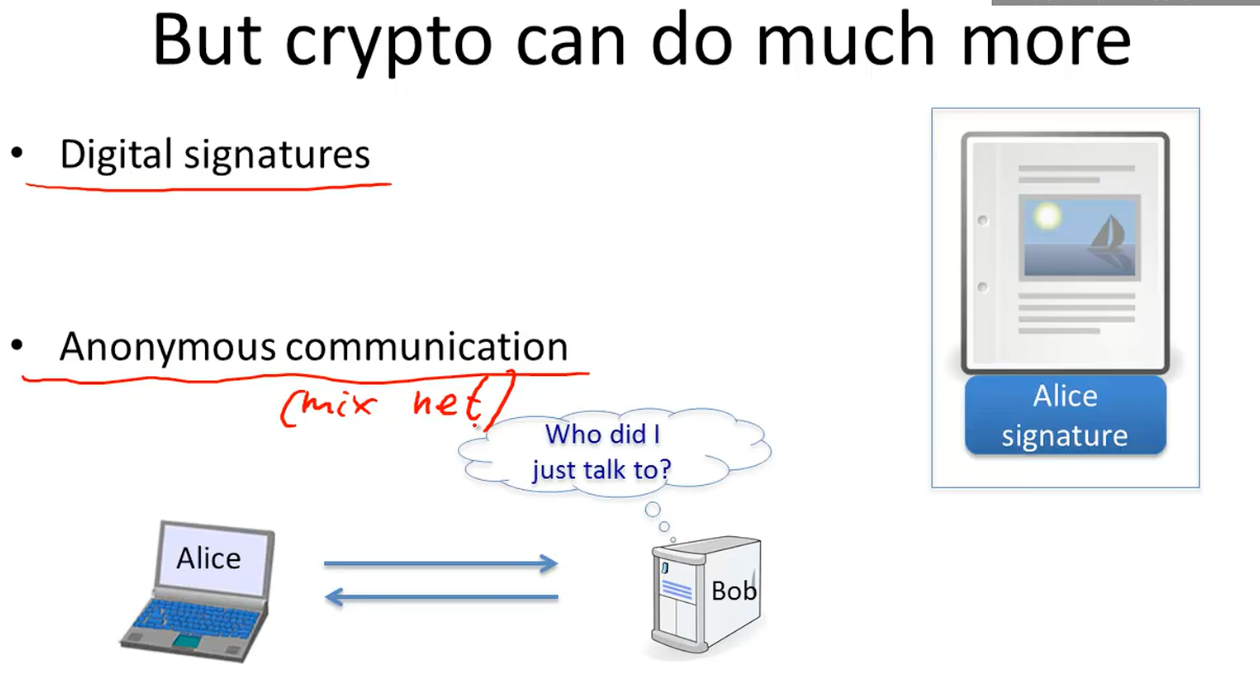 But crypto can do much more
• Digital signatures
• Anonymous communication
(mix net)
Who did I
just talk to?
Alice
Bob
Alice
signature